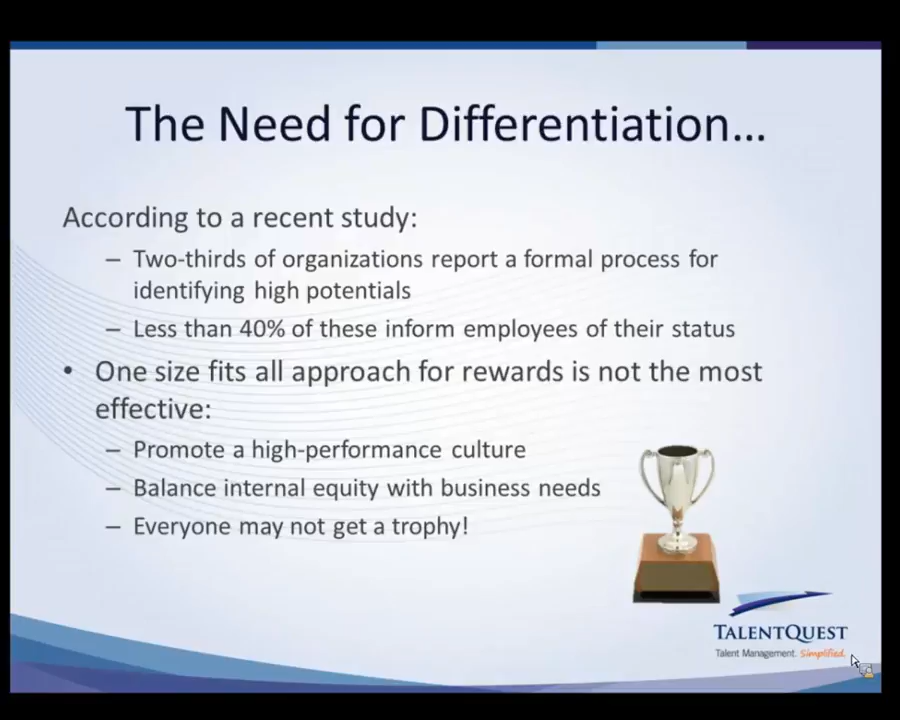 The Need for Differentiation…
According to a recent study:
– Two-thirds of organizations report a formal process for
identifying high potentials
– Less than 40% of these inform employees of their status
• One size fits all approach for rewards is not the most
effective:
– Promote a high-performance culture
– Balance internal equity with business needs
– Everyone may not get a trophy!
TALENTQUEST
Talent Management. Simplified.